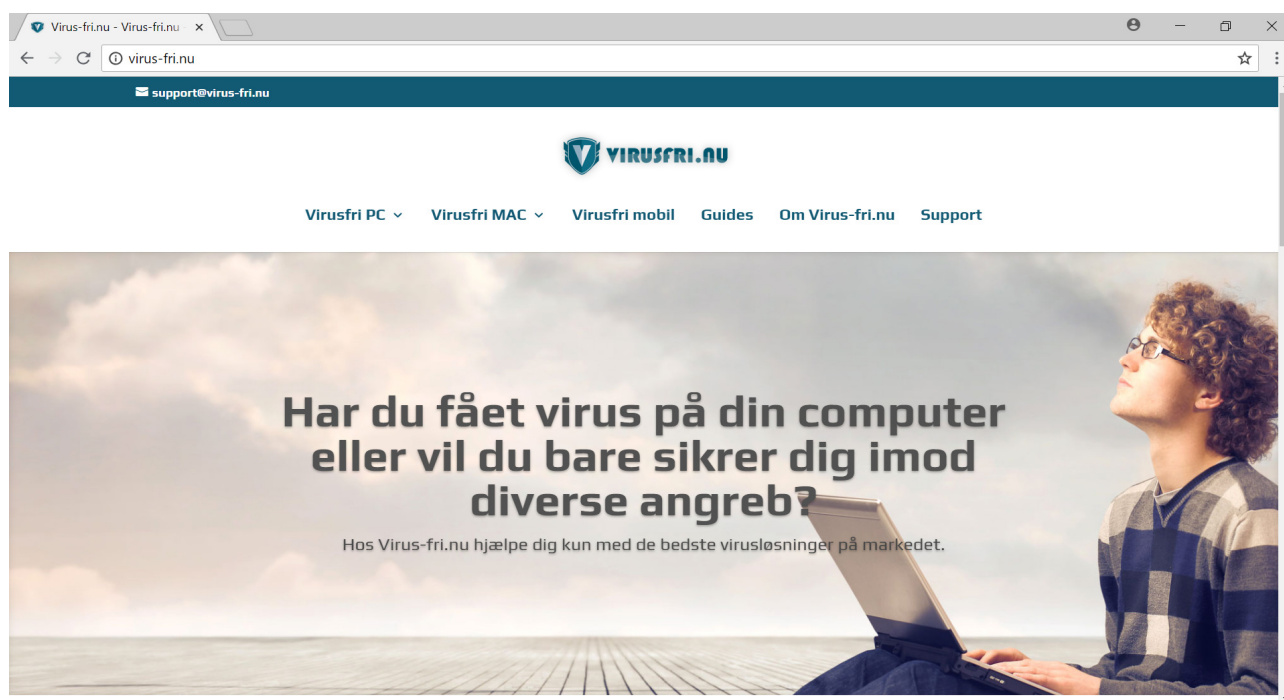 Virus-fri.nu - Virus-fri.nu -
virus-fri.nu
support@virus-fri.nu
VIRUSFRI.NU
Virusfri PC Virusfri MAC Virusfri mobil Guides Om Virus-fri.nu Support
Har du fået virus på din computer
eller vil du bare sikrer dig imod
diverse angreb?
Hos Virus-fri.nu hjælpe dig kun med de bedste virusløsninger på markedet.